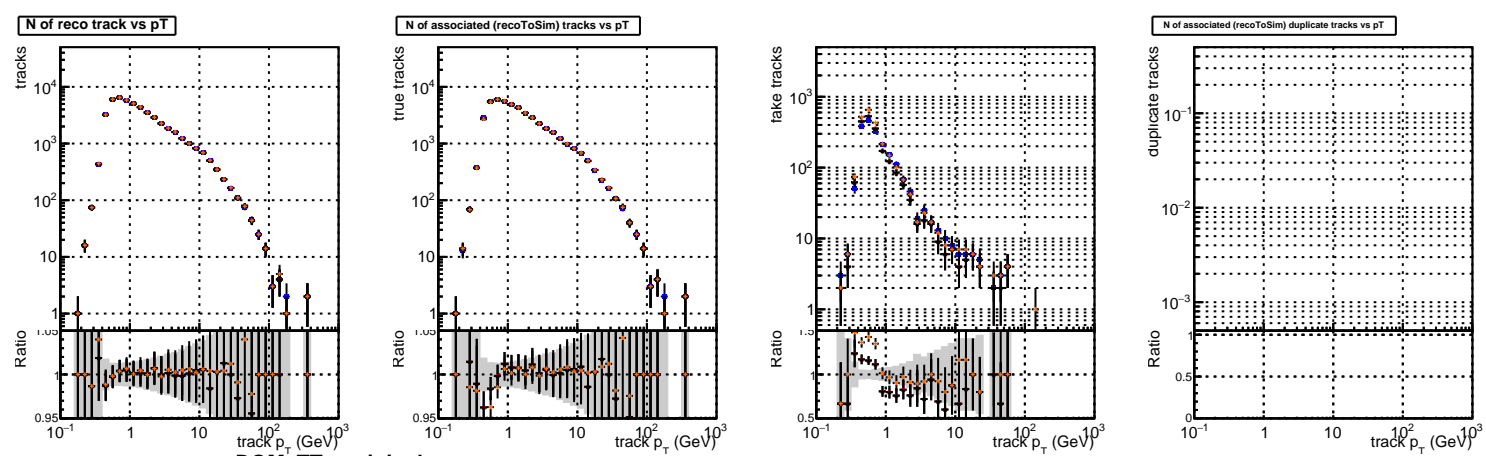 N of reco track vs pT
tracks
10⁴
10³
10²
10
1
Ratio
1.05
1
0.95
10⁻¹ 1 10 10² 10³
track p_T (GeV)
N of associated (recoToSim) tracks vs pT
true tracks
10⁴
10³
10²
10
1
Ratio
1.05
1
0.95
10⁻¹ 1 10 10² 10³
track p_T (GeV)
fake tracks
10³
10²
10
1
Ratio
1.5
1
0.5
10⁻¹ 1 10 10² 10³
track p_T (GeV)
N of associated (recoToSim) duplicate tracks vs pT
duplicate tracks
10⁻¹
10⁻²
10⁻³
Ratio
1
0.5
0
10⁻¹ 1 10 10² 10³
track p_T (GeV)